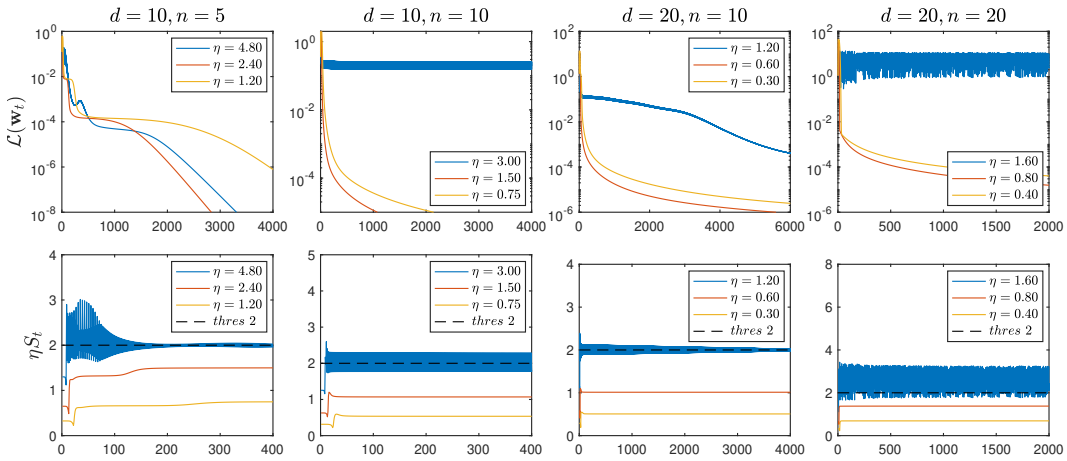 d = 10, n = 5
d = 10, n = 10
d = 20, n = 10
d = 20, n = 20
L(w_t)
10^0
10^-2
10^-4
10^-6
10^-8
0 1000 2000 3000 4000
η = 4.80
η = 2.40
η = 1.20
10^0
10^-2
10^-4
0 1000 2000 3000 4000
η = 3.00
η = 1.50
η = 0.75
10^2
10^0
10^-2
10^-4
10^-6
0 2000 4000 6000
η = 1.20
η = 0.60
η = 0.30
10^2
10^0
10^-2
10^-4
10^-6
0 500 1000 1500 2000
η = 1.60
η = 0.80
η = 0.40
ηS_t
4
3
2
1
0
0 100 200 300 400
η = 4.80
η = 2.40
η = 1.20
thres 2
5
4
3
2
1
0
0 100 200 300 400
η = 3.00
η = 1.50
η = 0.75
thres 2
4
3
2
1
0
0 1000 2000 3000 4000
η = 1.20
η = 0.60
η = 0.30
thres 2
8
6
4
2
0
0 500 1000 1500 2000
η = 1.60
η = 0.80
η = 0.40
thres 2